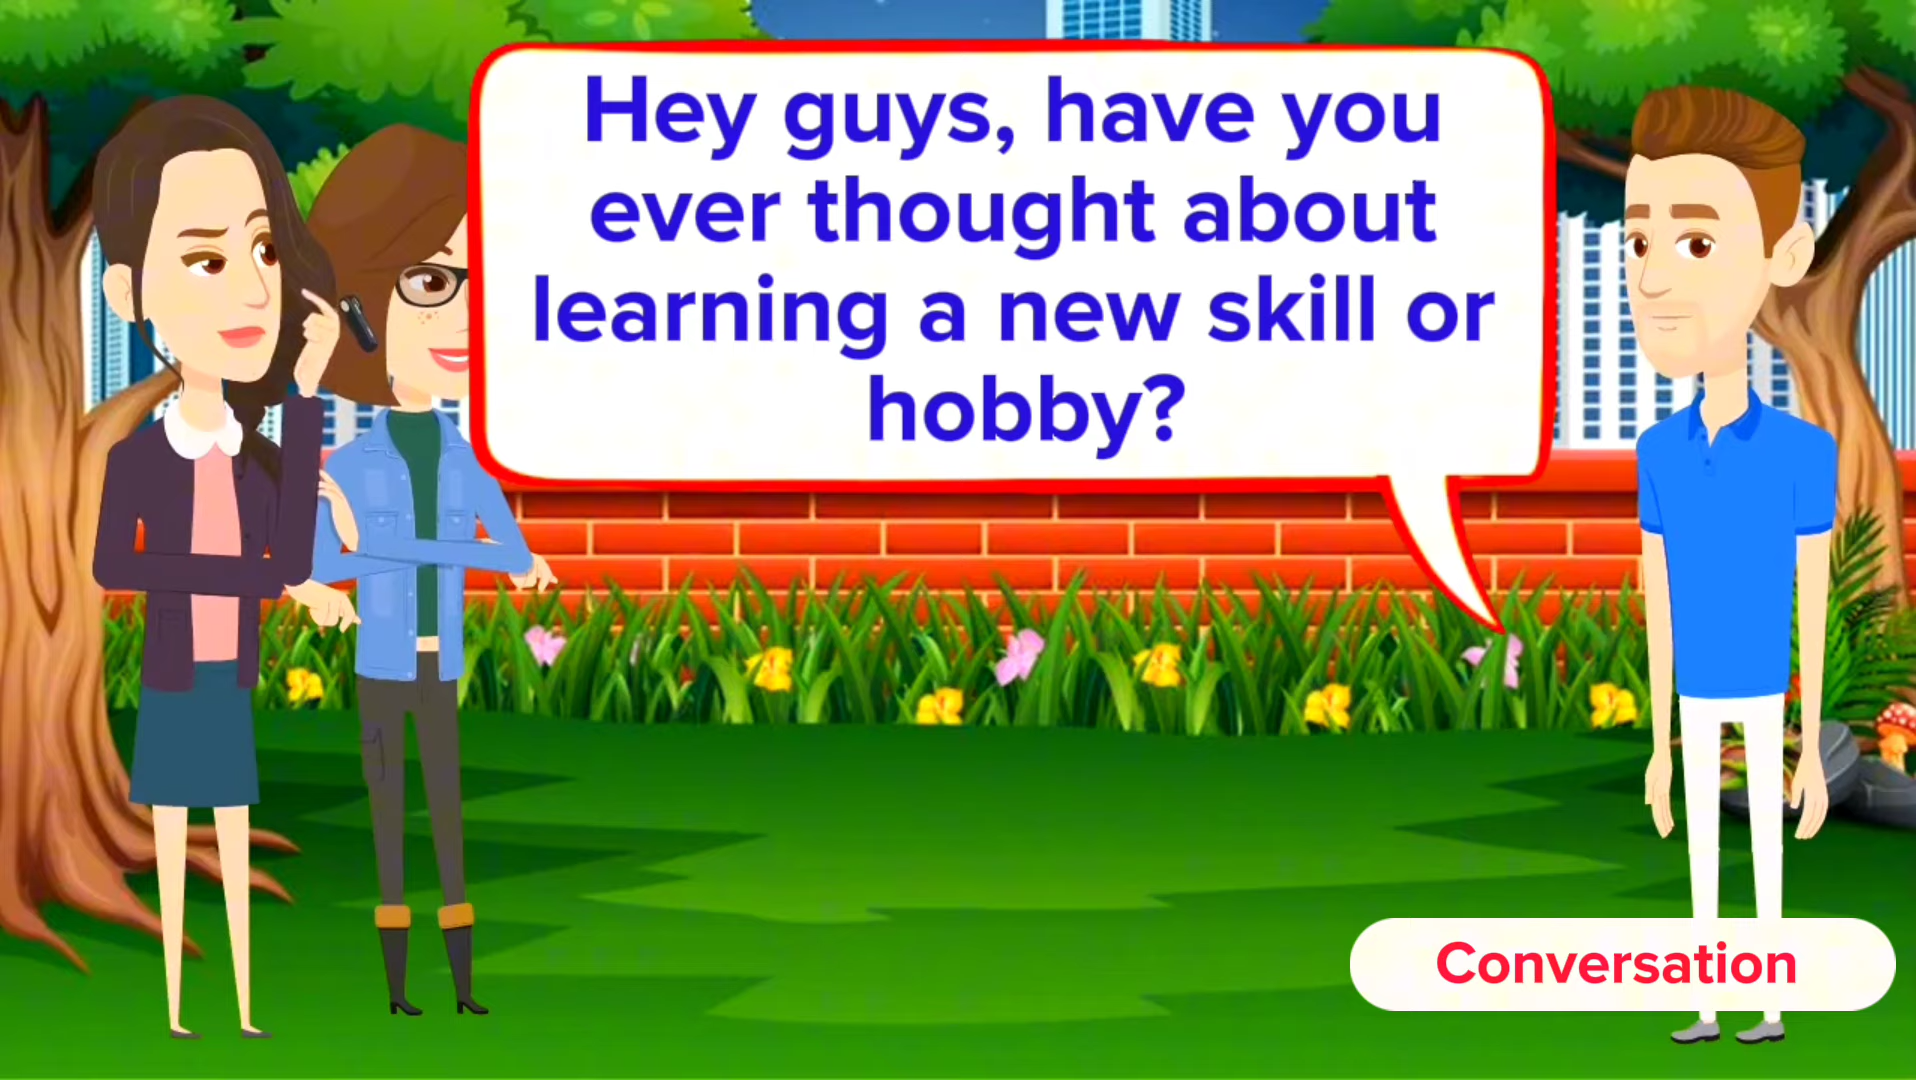 Hey guys, have you
ever thought about
learning a new skill or
hobby?
Conversation